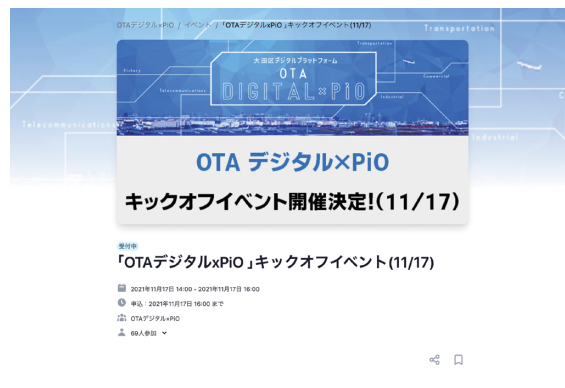 OTAデジタル×PiO / イベント / 「OTAデジタルxPiO」キックオフイベント(11/17)
Transportation
Transportation
大田区デジタルプラットフォーム
Fishery
OTA
Commercial
Telecommunications
DIGITAL×PiO
Industrial
Telecommunications
Industrial
OTA デジタル×PiO
キックオフイベント開催決定!(11/17)
受付中
「OTAデジタルxPiO」キックオフイベント(11/17)
2021年11月17日 14:00 - 2021年11月17日 16:00
申込：2021年11月17日 16:00 まで
OTAデジタル×PiO
69人参加